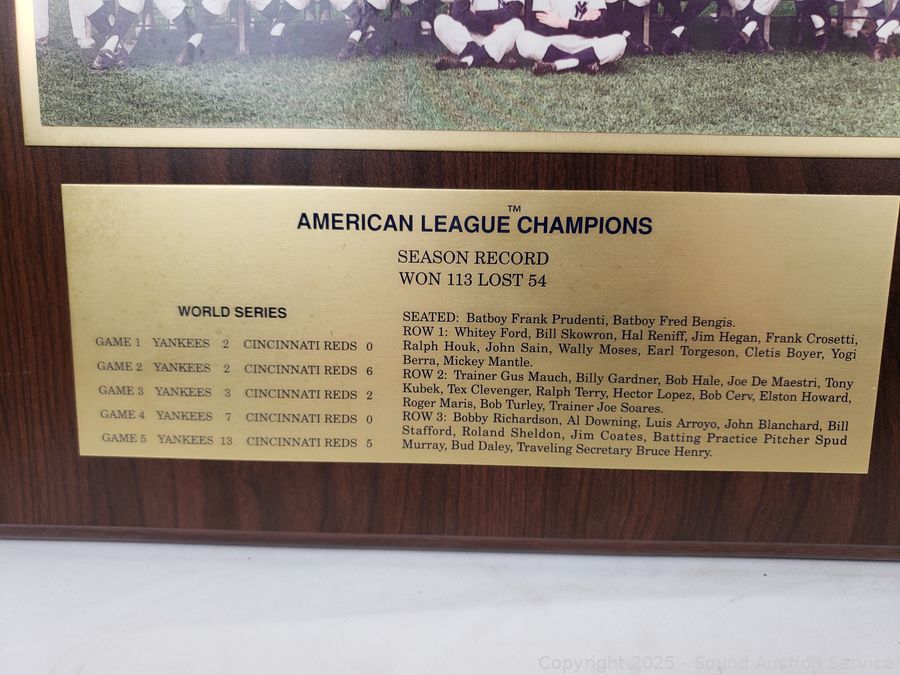 NY
AMERICAN LEAGUE™ CHAMPIONS
SEASON RECORD
WON 113 LOST 54
WORLD SERIES
GAME 1 YANKEES 2 CINCINNATI REDS 0
GAME 2 YANKEES 2 CINCINNATI REDS 6
GAME 3 YANKEES 3 CINCINNATI REDS 2
GAME 4 YANKEES 7 CINCINNATI REDS 0
GAME 5 YANKEES 13 CINCINNATI REDS 5
SEATED: Batboy Frank Prudenti, Batboy Fred Bengis.
ROW 1: Whitey Ford, Bill Skowron, Hal Reniff, Jim Hegan, Frank Crosetti,
Ralph Houk, John Sain, Wally Moses, Earl Torgeson, Cletis Boyer, Yogi
Berra, Mickey Mantle.
ROW 2: Trainer Gus Mauch, Billy Gardner, Bob Hale, Joe De Maestri, Tony
Kubek, Tex Clevenger, Ralph Terry, Hector Lopez, Bob Cerv, Elston Howard,
Roger Maris, Bob Turley, Trainer Joe Soares.
ROW 3: Bobby Richardson, Al Downing, Luis Arroyo, John Blanchard, Bill
Stafford, Roland Sheldon, Jim Coates, Batting Practice Pitcher Spud
Murray, Bud Daley, Traveling Secretary Bruce Henry.
Copyright © 2025 - Sound Auction Service